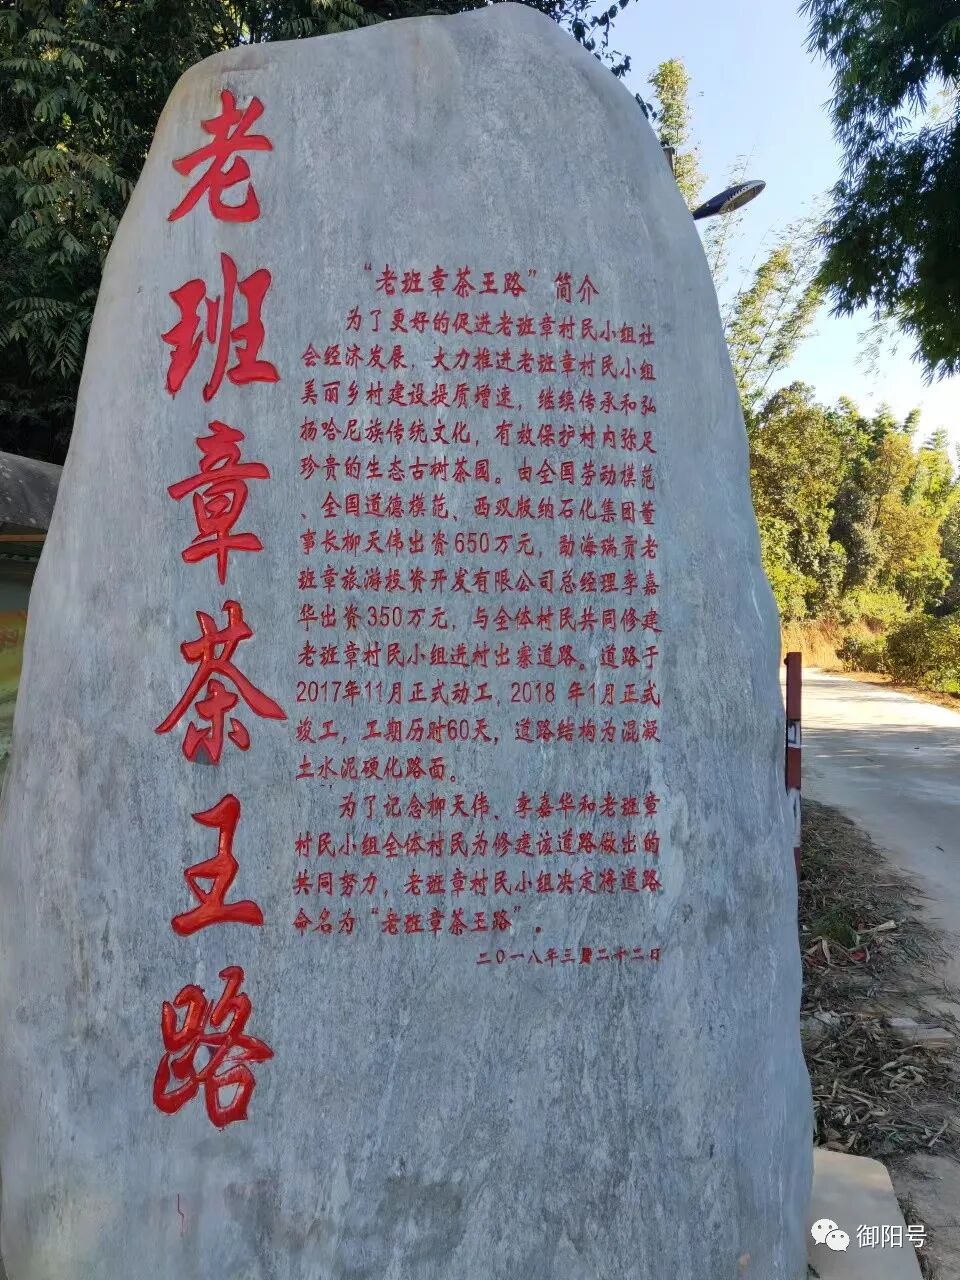 老班章茶王路
“老班章茶王路”简介
为了更好的促进老班章村民小组社
会经济发展，大力推进老班章村民小组
美丽乡村建设提质增速，继续传承和弘
扬哈尼族传统文化，有效保护村内弥足
珍贵的生态古树茶园。由全国劳动模范
、全国道德模范、西双版纳石化集团董
事长柳天伟出资650万元，勐海瑞贡老
班章旅游投资开发有限公司总经理李嘉
华出资350万元，与全体村民共同修建
老班章村民小组进村出寨道路。道路于
2017年11月正式动工，2018年1月正式
竣工，工期历时60天，道路结构为混凝
土水泥硬化路面。
为了记念柳天伟、李嘉华和老班章
村民小组全体村民为修建该道路做出的
共同努力，老班章村民小组决定将道路
命名为“老班章茶王路”。
二〇一八年三月二十二日
御阳号